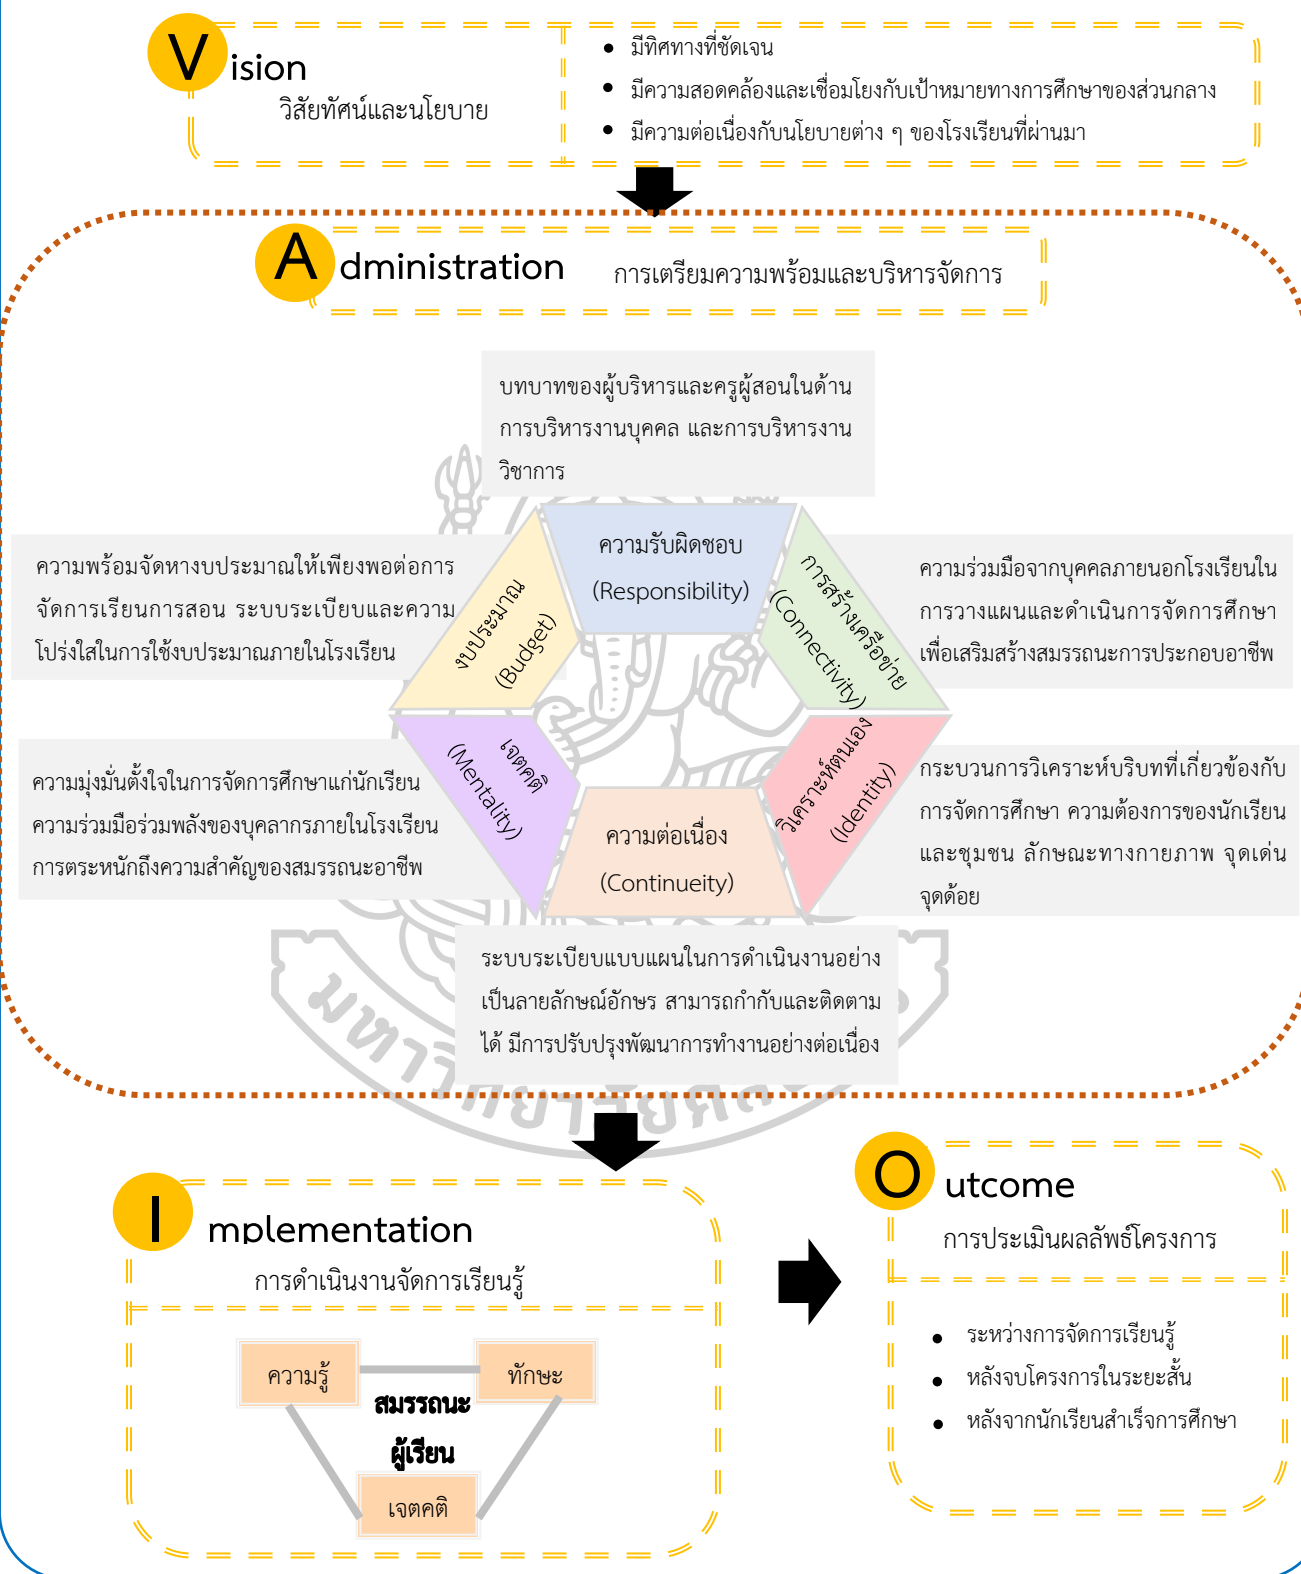 Vision
วิสัยทัศน์และนโยบาย
• มีทิศทางที่ชัดเจน
• มีความสอดคล้องและเชื่อมโยงกับเป้าหมายทางการศึกษาของส่วนกลาง
• มีความต่อเนื่องกับนโยบายต่าง ๆ ของโรงเรียนที่ผ่านมา
Administration การเตรียมความพร้อมและบริหารจัดการ
บทบาทของผู้บริหารและครูผู้สอนในด้าน
การบริหารงานบุคคล และการบริหารงาน
วิชาการ
ความรับผิดชอบ
(Responsibility)
ความพร้อมจัดหางบประมาณให้เพียงพอต่อการ
จัดการเรียนการสอน ระบบระเบียบและความ
โปร่งใสในการใช้งบประมาณภายในโรงเรียน
งบประมาณ
(Budget)
การสร้างเครือข่าย
(Connectivity)
ความร่วมมือจากบุคคลภายนอกโรงเรียนใน
การวางแผนและดำเนินการจัดการศึกษา
เพื่อเสริมสร้างสมรรถนะการประกอบอาชีพ
ความมุ่งมั่นตั้งใจในการจัดการศึกษาแก่นักเรียน
ความร่วมมือร่วมพลังของบุคลากรภายในโรงเรียน
การตระหนักถึงความสำคัญของสมรรถนะอาชีพ
เจตคติ
(Mentality)
วิเคราะห์ตนเอง
(Identity)
กระบวนการวิเคราะห์บริบทที่เกี่ยวข้องกับ
การจัดการศึกษา ความต้องการของนักเรียน
และชุมชน ลักษณะทางกายภาพ จุดเด่น
จุดด้อย
ความต่อเนื่อง
(Continueity)
ระบบระเบียบแบบแผนในการดำเนินงานอย่าง
เป็นลายลักษณ์อักษร สามารถกำกับและติดตาม
ได้ มีการปรับปรุงพัฒนาการทำงานอย่างต่อเนื่อง
Implementation
การดำเนินงานจัดการเรียนรู้
ความรู้
ทักษะ
สมรรถนะ
ผู้เรียน
เจตคติ
Outcome
การประเมินผลลัพธ์โครงการ
• ระหว่างการจัดการเรียนรู้
• หลังจบโครงการในระยะสั้น
• หลังจากนักเรียนสำเร็จการศึกษา